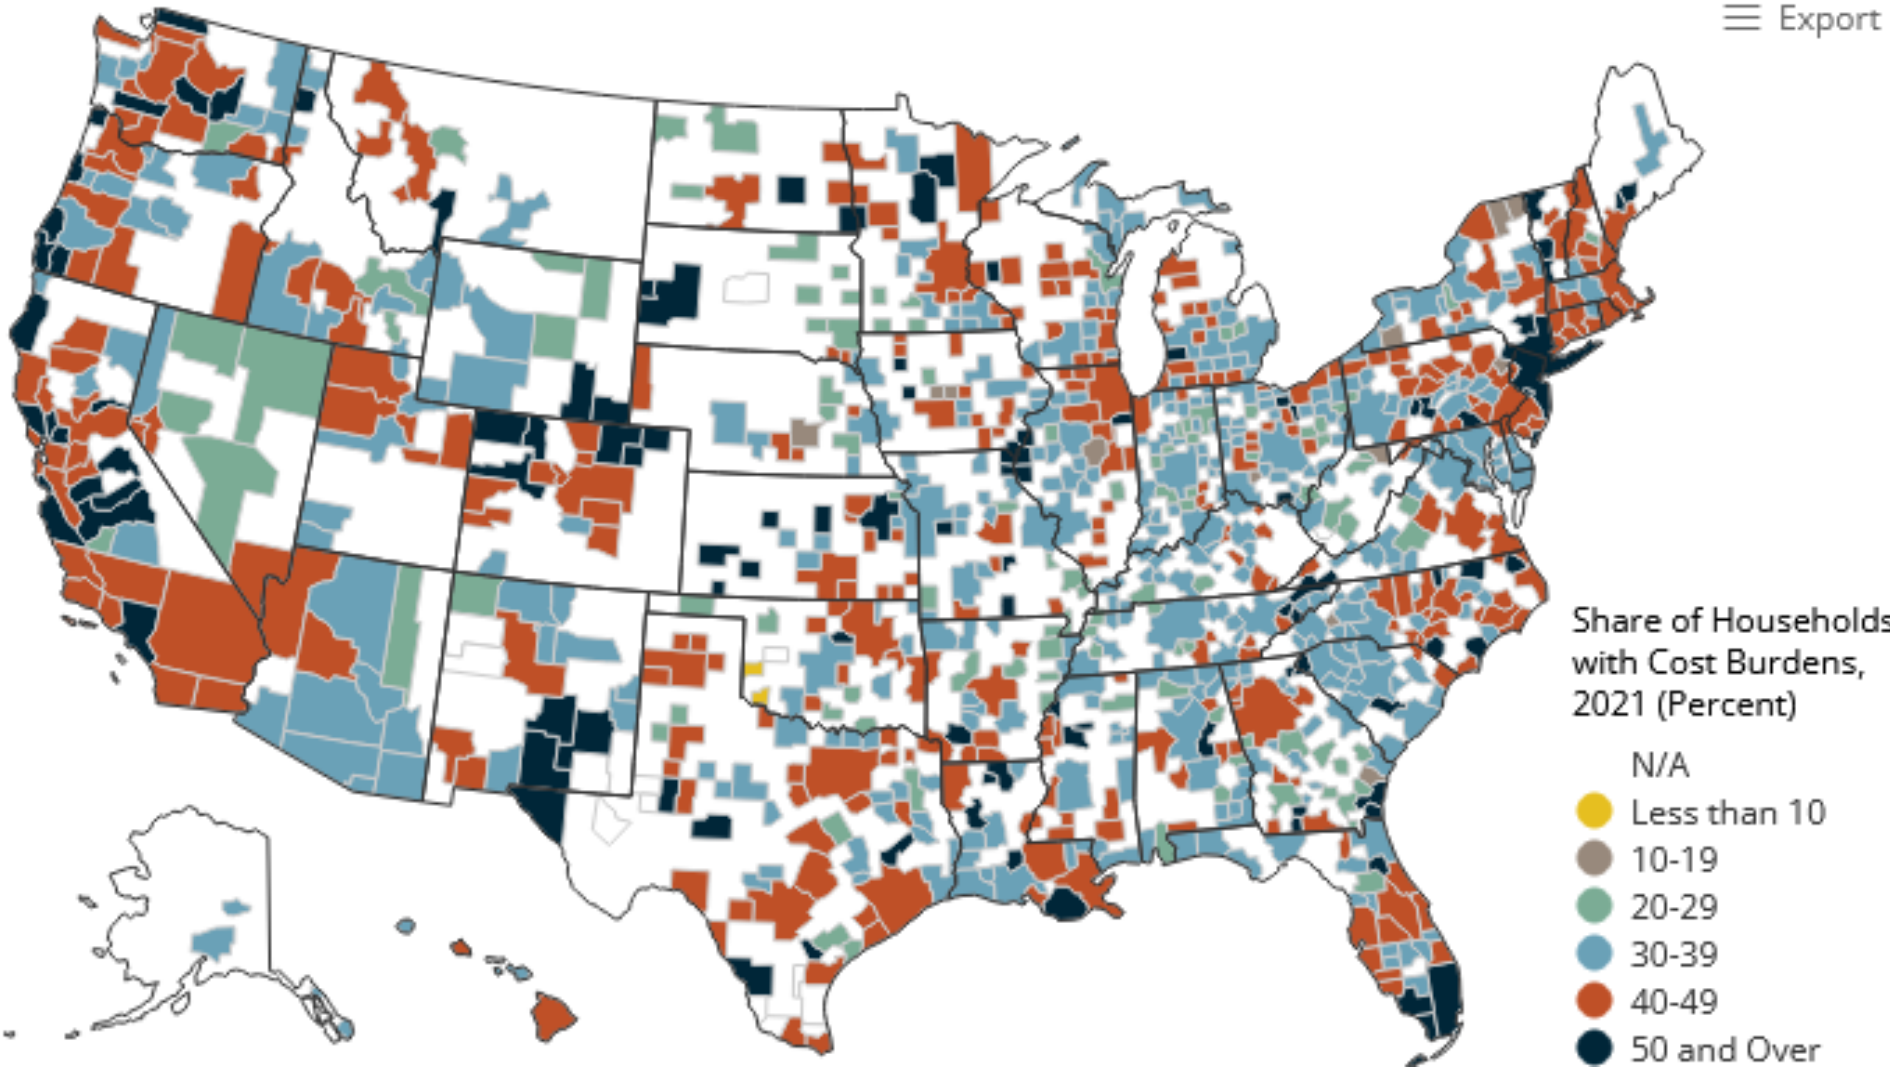 Export
Share of Households
with Cost Burdens,
2021 (Percent)
N/A
Less than 10
10-19
20-29
30-39
40-49
50 and Over